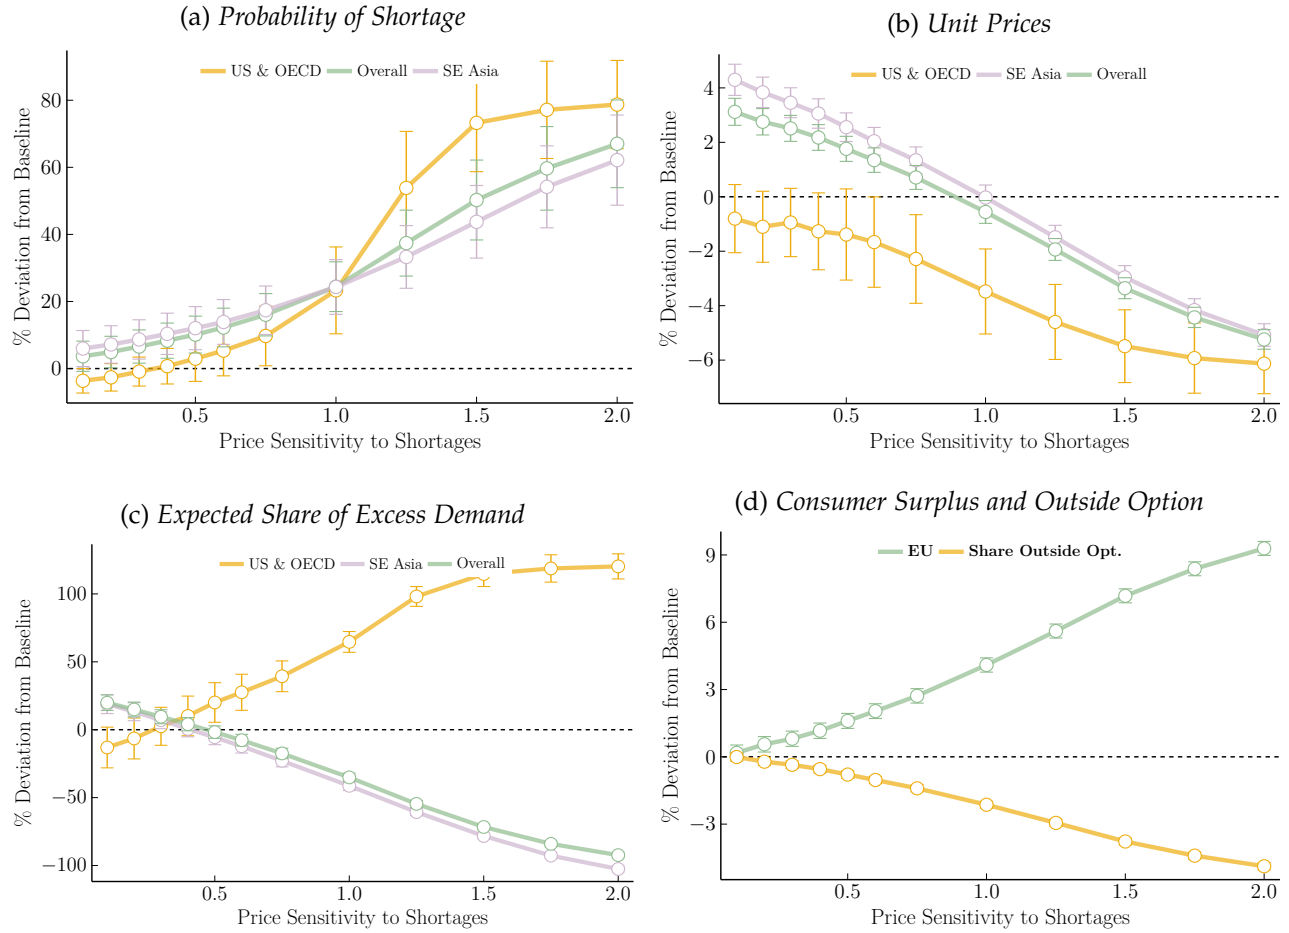 (a) Probability of Shortage
US & OECD Overall SE Asia
% Deviation from Baseline
80
60
40
20
0
0.5 1.0 1.5 2.0
Price Sensitivity to Shortages
(b) Unit Prices
US & OECD SE Asia Overall
% Deviation from Baseline
4
2
0
−2
−4
−6
0.5 1.0 1.5 2.0
Price Sensitivity to Shortages
(c) Expected Share of Excess Demand
US & OECD SE Asia Overall
% Deviation from Baseline
100
50
0
−50
−100
0.5 1.0 1.5 2.0
Price Sensitivity to Shortages
(d) Consumer Surplus and Outside Option
EU Share Outside Opt.
% Deviation from Baseline
9
6
3
0
−3
0.5 1.0 1.5 2.0
Price Sensitivity to Shortages